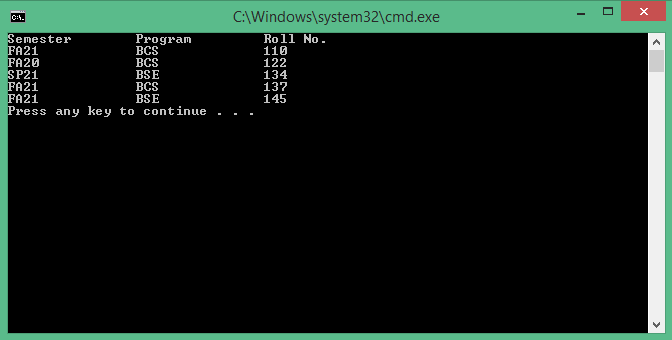 C:\Windows\system32\cmd.exe
Semester Program Roll No.
FA21 BCS 110
FA20 BCS 122
SP21 BSE 134
FA21 BCS 137
FA21 BSE 145
Press any key to continue . . .